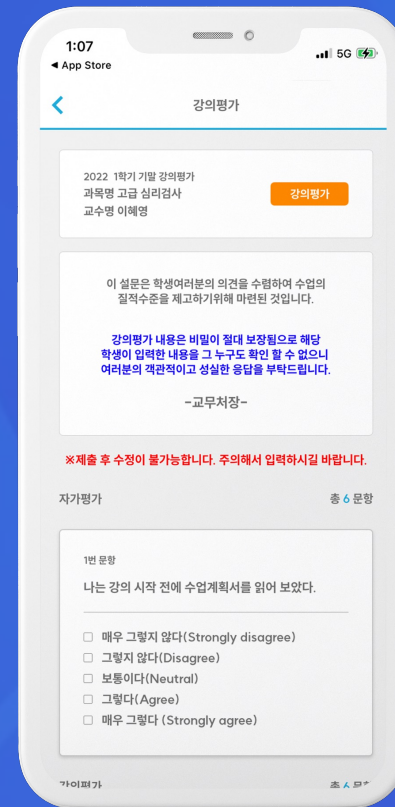 1:07
5G
◀ App Store
강의평가
2022 1학기 기말 강의평가
과목명 고급 심리검사
교수명 이혜영
강의평가
이 설문은 학생여러분의 의견을 수렴하여 수업의
질적수준을 제고하기위해 마련된 것입니다.
강의평가 내용은 비밀이 절대 보장됨으로 해당
학생이 입력한 내용을 그 누구도 확인 할 수 없으니
여러분의 객관적이고 성실한 응답을 부탁드립니다.
-교무처장-
※제출 후 수정이 불가능합니다. 주의해서 입력하시길 바랍니다.
자가평가
총 6 문항
1번 문항
나는 강의 시작 전에 수업계획서를 읽어 보았다.
매우 그렇지 않다(Strongly disagree)
그렇지 않다(Disagree)
보통이다(Neutral)
그렇다(Agree)
매우 그렇다 (Strongly agree)
강의평가
총 6 문항